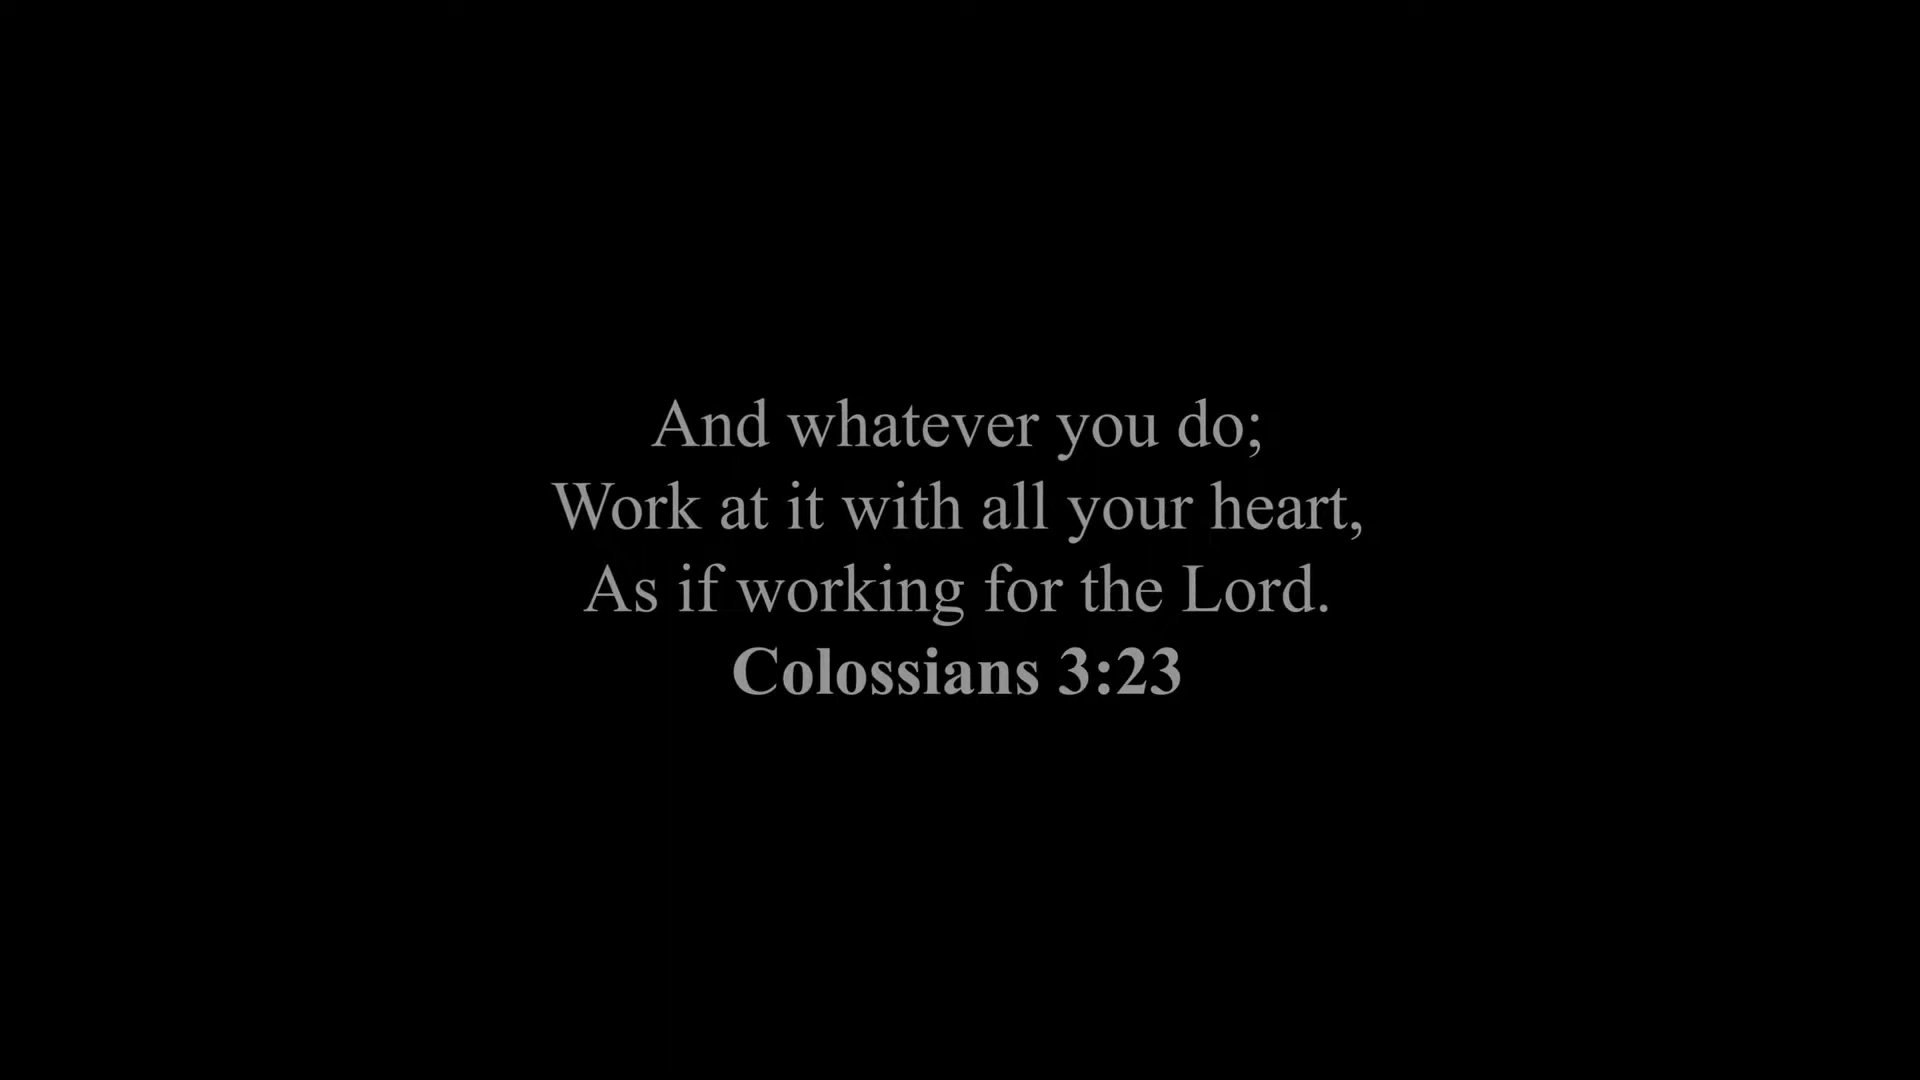 And whatever you do;
Work at it with all your heart,
As if working for the Lord.
Colossians 3:23